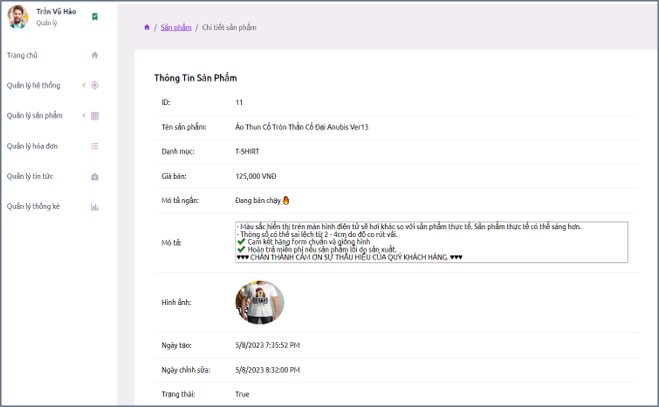 Trần Vũ Hào
Quản lý
Sản phẩm / Chi tiết sản phẩm
Trang chủ
Quản lý hệ thống
Quản lý sản phẩm
Quản lý hóa đơn
Quản lý tin tức
Quản lý thống kê
Thông Tin Sản Phẩm
ID: 11
Tên sản phẩm: Áo Thun Cổ Tròn Thần Cổ Đại Anubis Ver13
Danh mục: T-SHIRT
Giá bán: 125,000 VNĐ
Mô tả ngắn: Đang bán chạy 🔥
Mô tả:
- Màu sắc hiển thị trên màn hình điện tử sẽ hơi khác so với sản phẩm thực tế. Sản phẩm thực tế có thể sáng hơn.
- Thông số có thể sai lệch từ 2 - 4cm do độ co rút vải.
✔ Cam kết hàng form chuẩn và giống hình
✔ Hoàn trả miễn phí nếu sản phẩm lỗi do sản xuất.
♥♥♥ CHÂN THÀNH CẢM ƠN SỰ THẤU HIỂU CỦA QUÝ KHÁCH HÀNG. ♥♥♥
Hình ảnh:
Ngày tạo: 5/8/2023 7:35:52 PM
Ngày chỉnh sửa: 5/8/2023 8:32:00 PM
Trạng thái: True